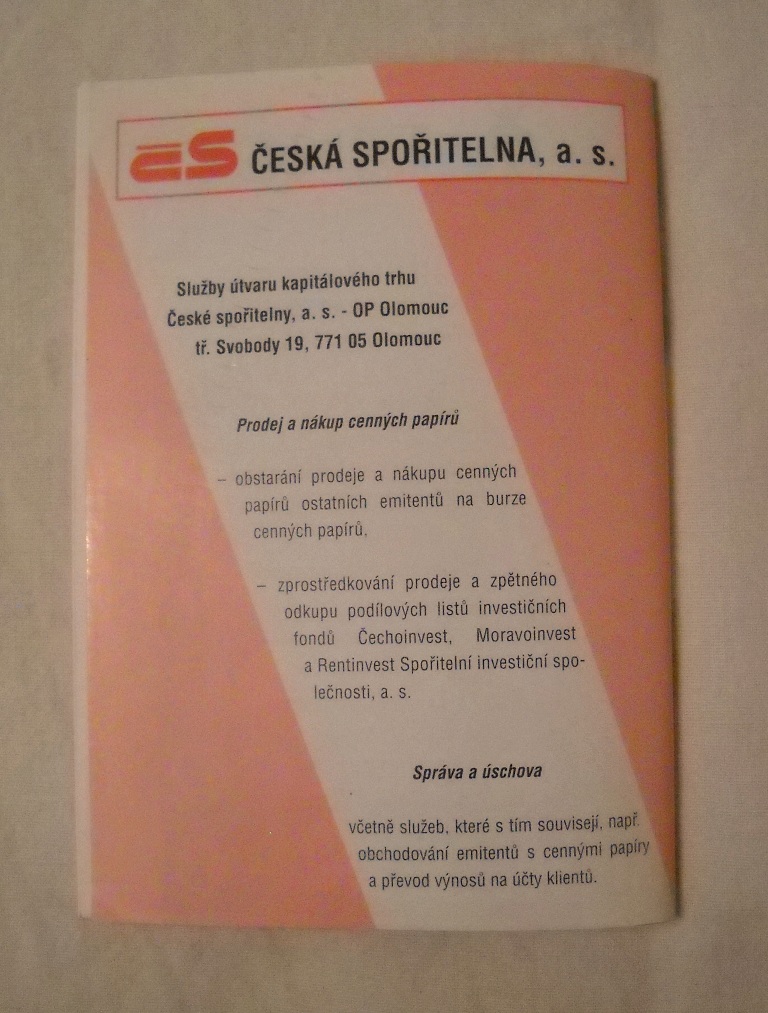 ČS ČESKÁ SPOŘITELNA, a. s.
Služby útvaru kapitálového trhu
České spořitelny, a. s. - OP Olomouc
tř. Svobody 19, 771 05 Olomouc
Prodej a nákup cenných papírů
– obstarání prodeje a nákupu cenných
papírů ostatních emitentů na burze
cenných papírů,
– zprostředkování prodeje a zpětného
odkupu podílových listů investičních
fondů Čechoinvest, Moravoinvest
a Rentinvest Spořitelní investiční spo-
lečnosti, a. s.
Správa a úschova
včetně služeb, které s tím souvisejí, např.
obchodování emitentů s cennými papíry
a převod výnosů na účty klientů.